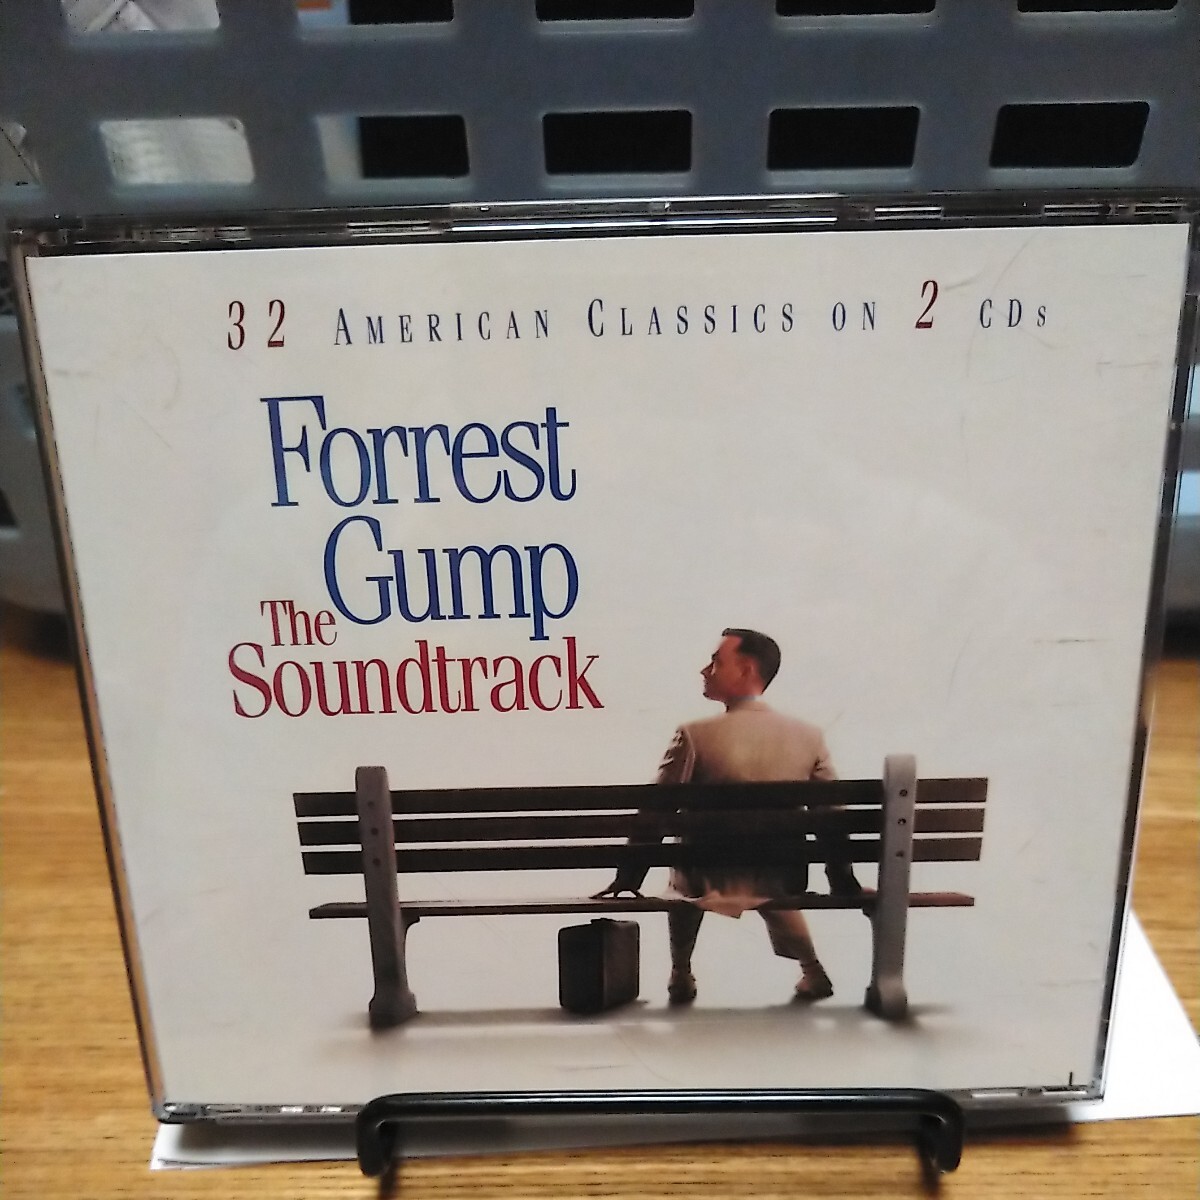 32 American Classics on 2 CDs
Forrest
Gump
The
Soundtrack